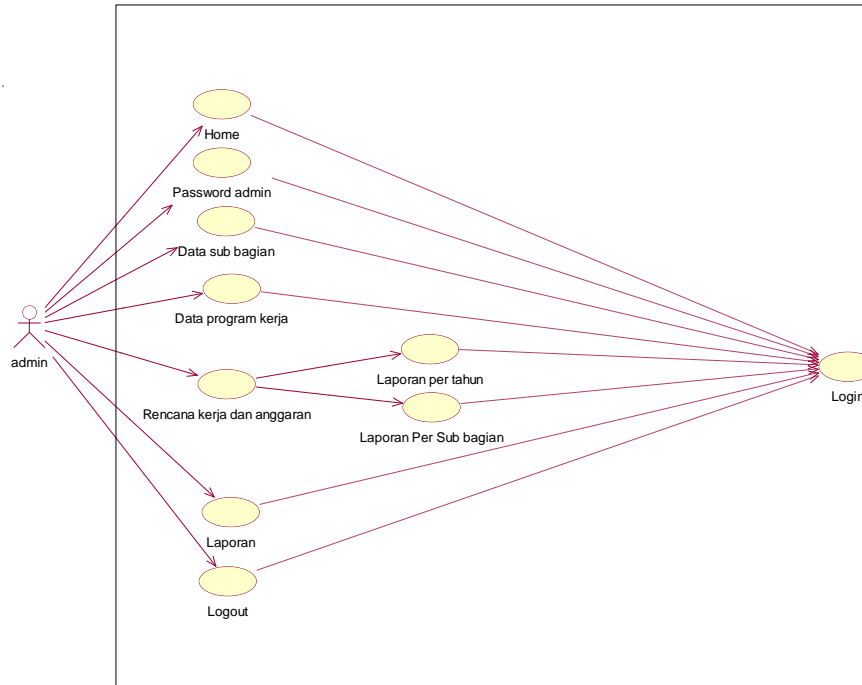 Home
Password admin
Data sub bagian
Data program kerja
admin
Laporan per tahun
Login
Rencana kerja dan anggaran
Laporan Per Sub bagian
Laporan
Logout